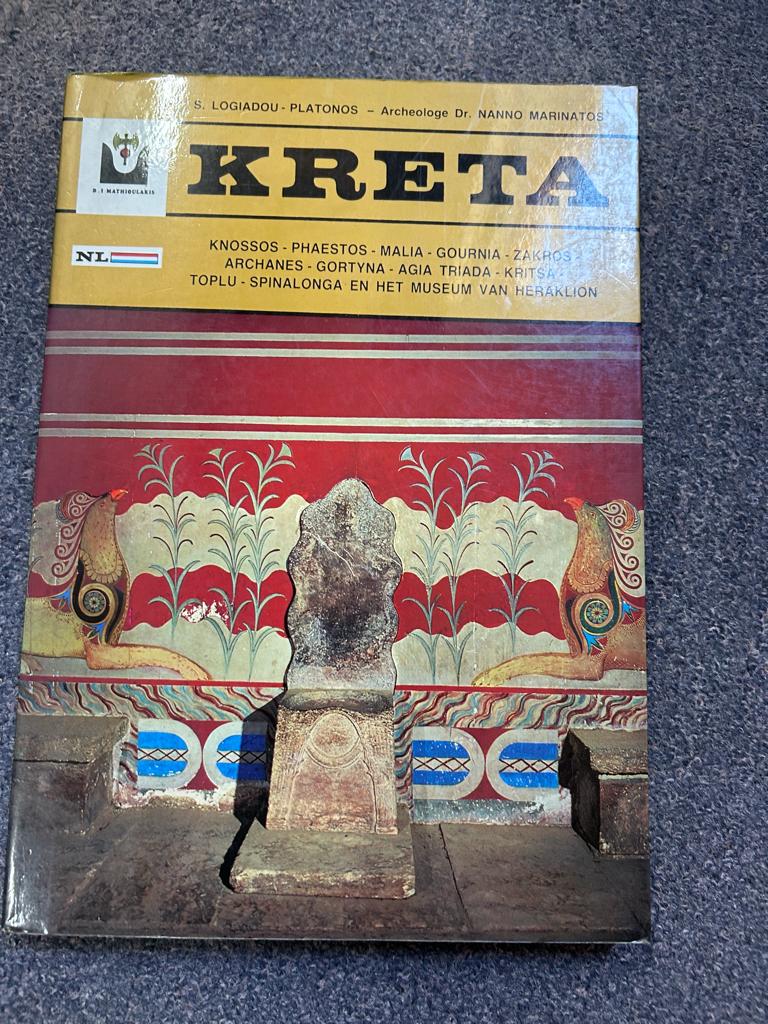 S. LOGIADOU - PLATONOS – Archeologe Dr. NANNO MARINATOS
KRETA
D. I MATHIOULAKIS
NL
KNOSSOS - PHAESTOS - MALIA - GOURNIA - ZAKROS -
ARCHANES - GORTYNA - AGIA TRIADA - KRITSA -
TOPLU - SPINALONGA EN HET MUSEUM VAN HERAKLION